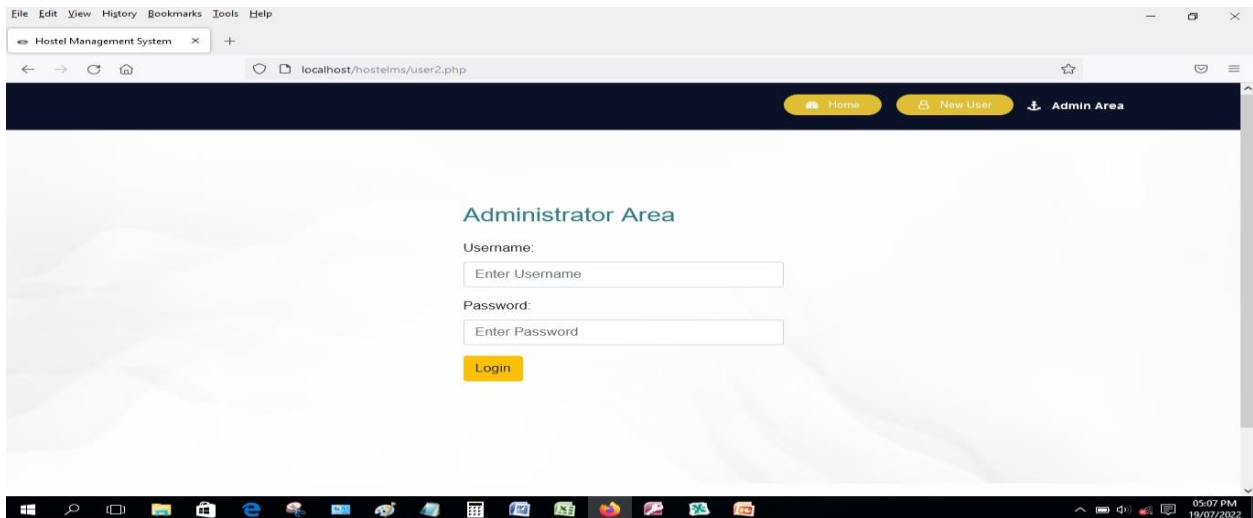 File Edit View History Bookmarks Tools Help
Hostel Management System
localhost/hostelms/user2.php
Home New User Admin Area
Administrator Area
Username:
Enter Username
Password:
Enter Password
Login
05:07 PM
19/07/2022